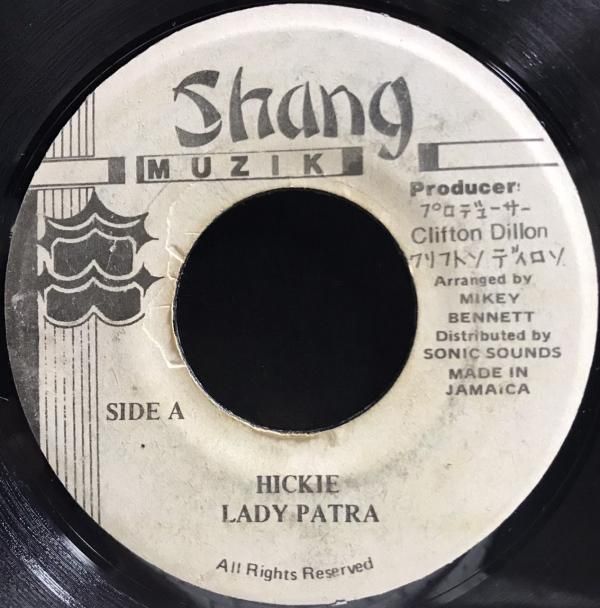 Shang
MUZIK
Producer:
プロデューサー
Clifton Dillon
クリフトン ディロン
Arranged by
MIKEY
BENNETT
Distributed by
SONIC SOUNDS
MADE IN
JAMAICA
SIDE A
HICKIE
LADY PATRA
All Rights Reserved